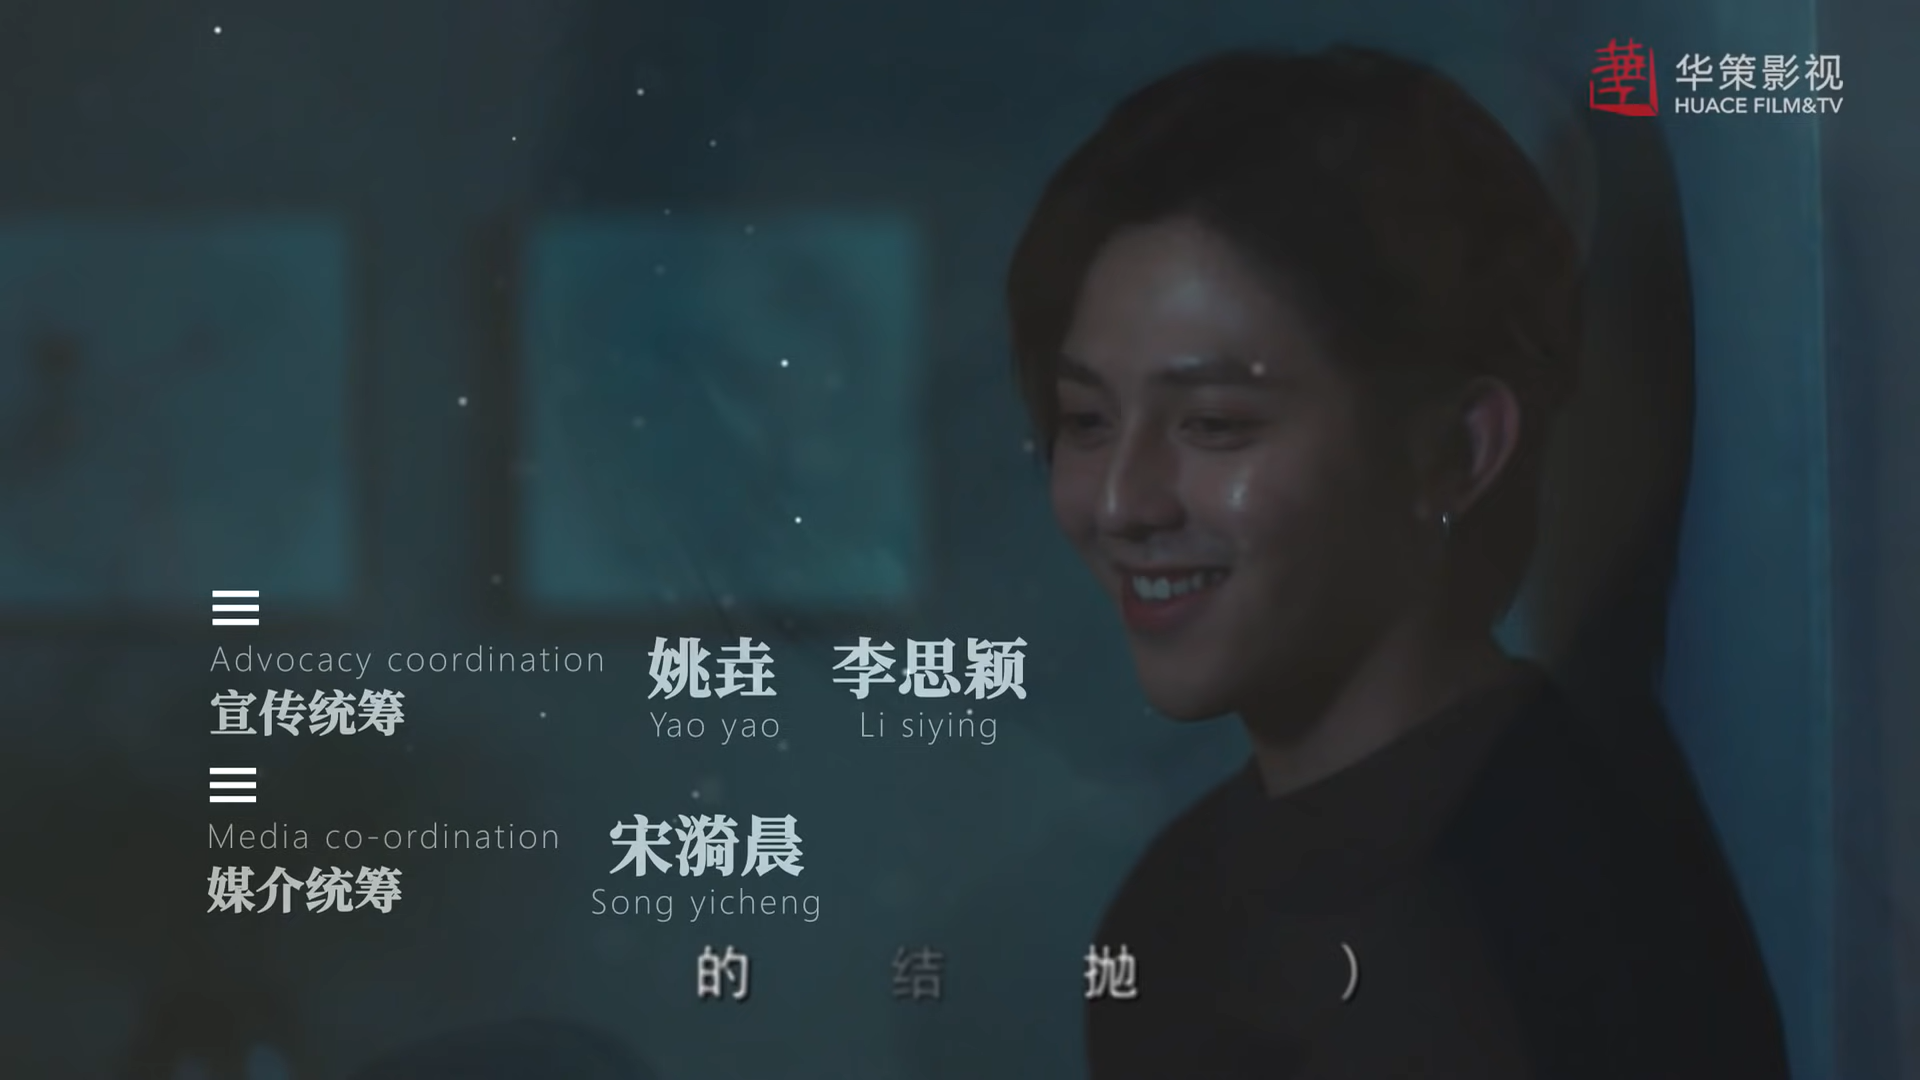 华策影视
HUACE FILM&TV
Advocacy coordination
宣传统筹
姚垚 李思颖
Yao yao Li siying
Media co-ordination
媒介统筹
宋漪晨
Song yicheng
的 结 抛 ）